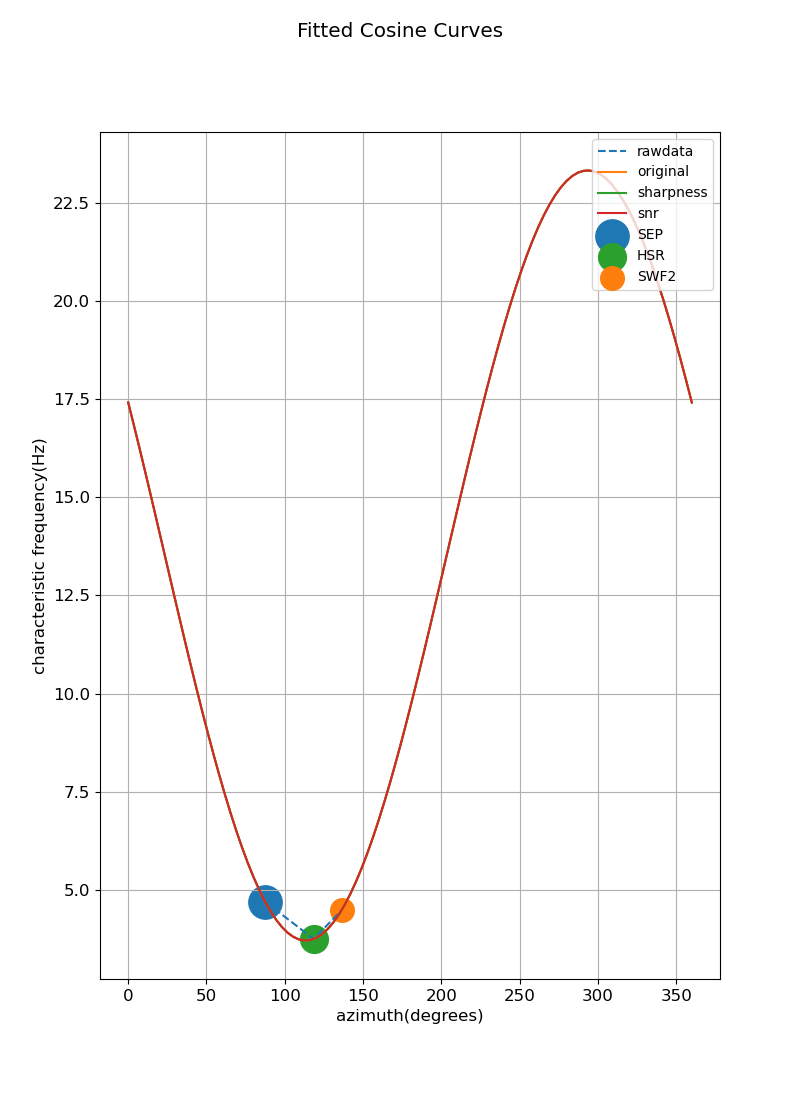 Fitted Cosine Curves
rawdata
original
sharpness
snr
SEP
HSR
SWF2
22.5
20.0
17.5
15.0
12.5
10.0
7.5
5.0
characteristic frequency(Hz)
0 50 100 150 200 250 300 350
azimuth(degrees)